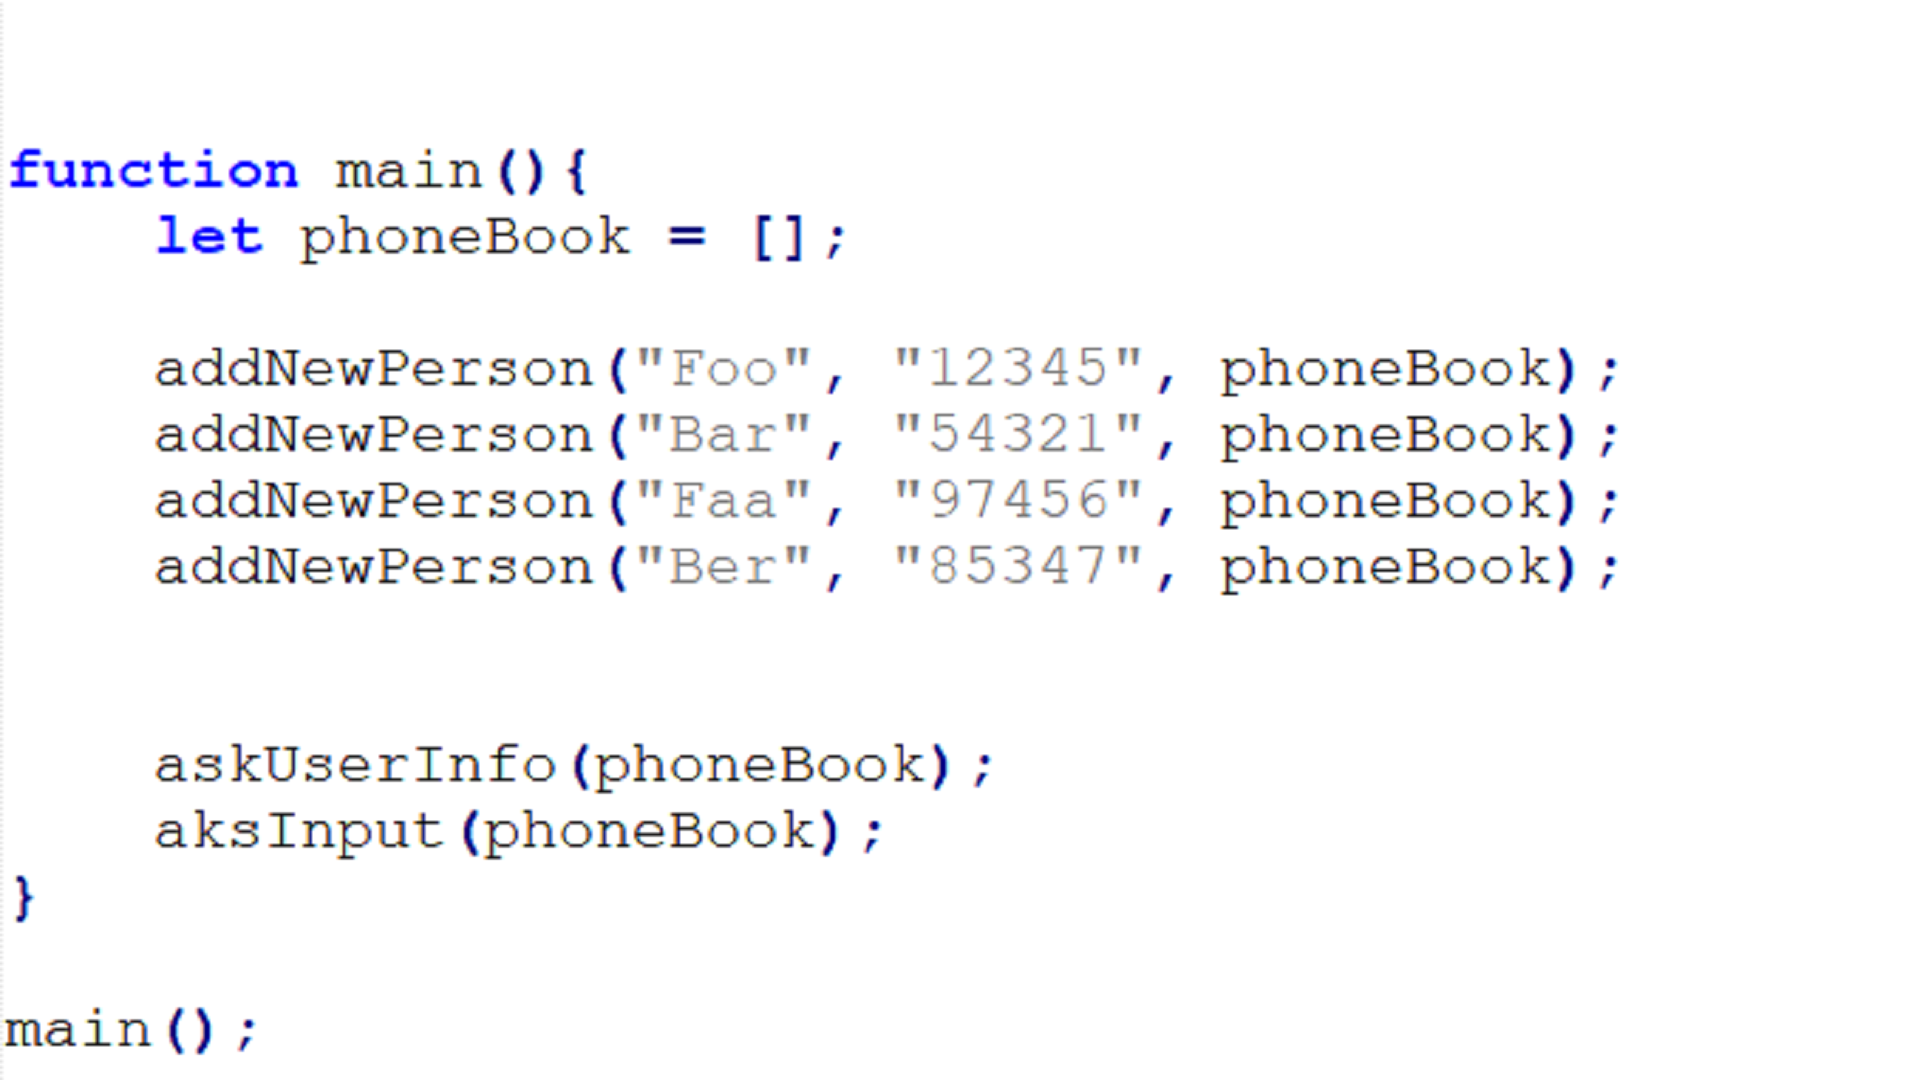 function main(){
    let phoneBook = [];
    addNewPerson("Foo", "12345", phoneBook);
    addNewPerson("Bar", "54321", phoneBook);
    addNewPerson("Faa", "97456", phoneBook);
    addNewPerson("Ber", "85347", phoneBook);
    askUserInfo(phoneBook);
    aksInput(phoneBook);
}
main();